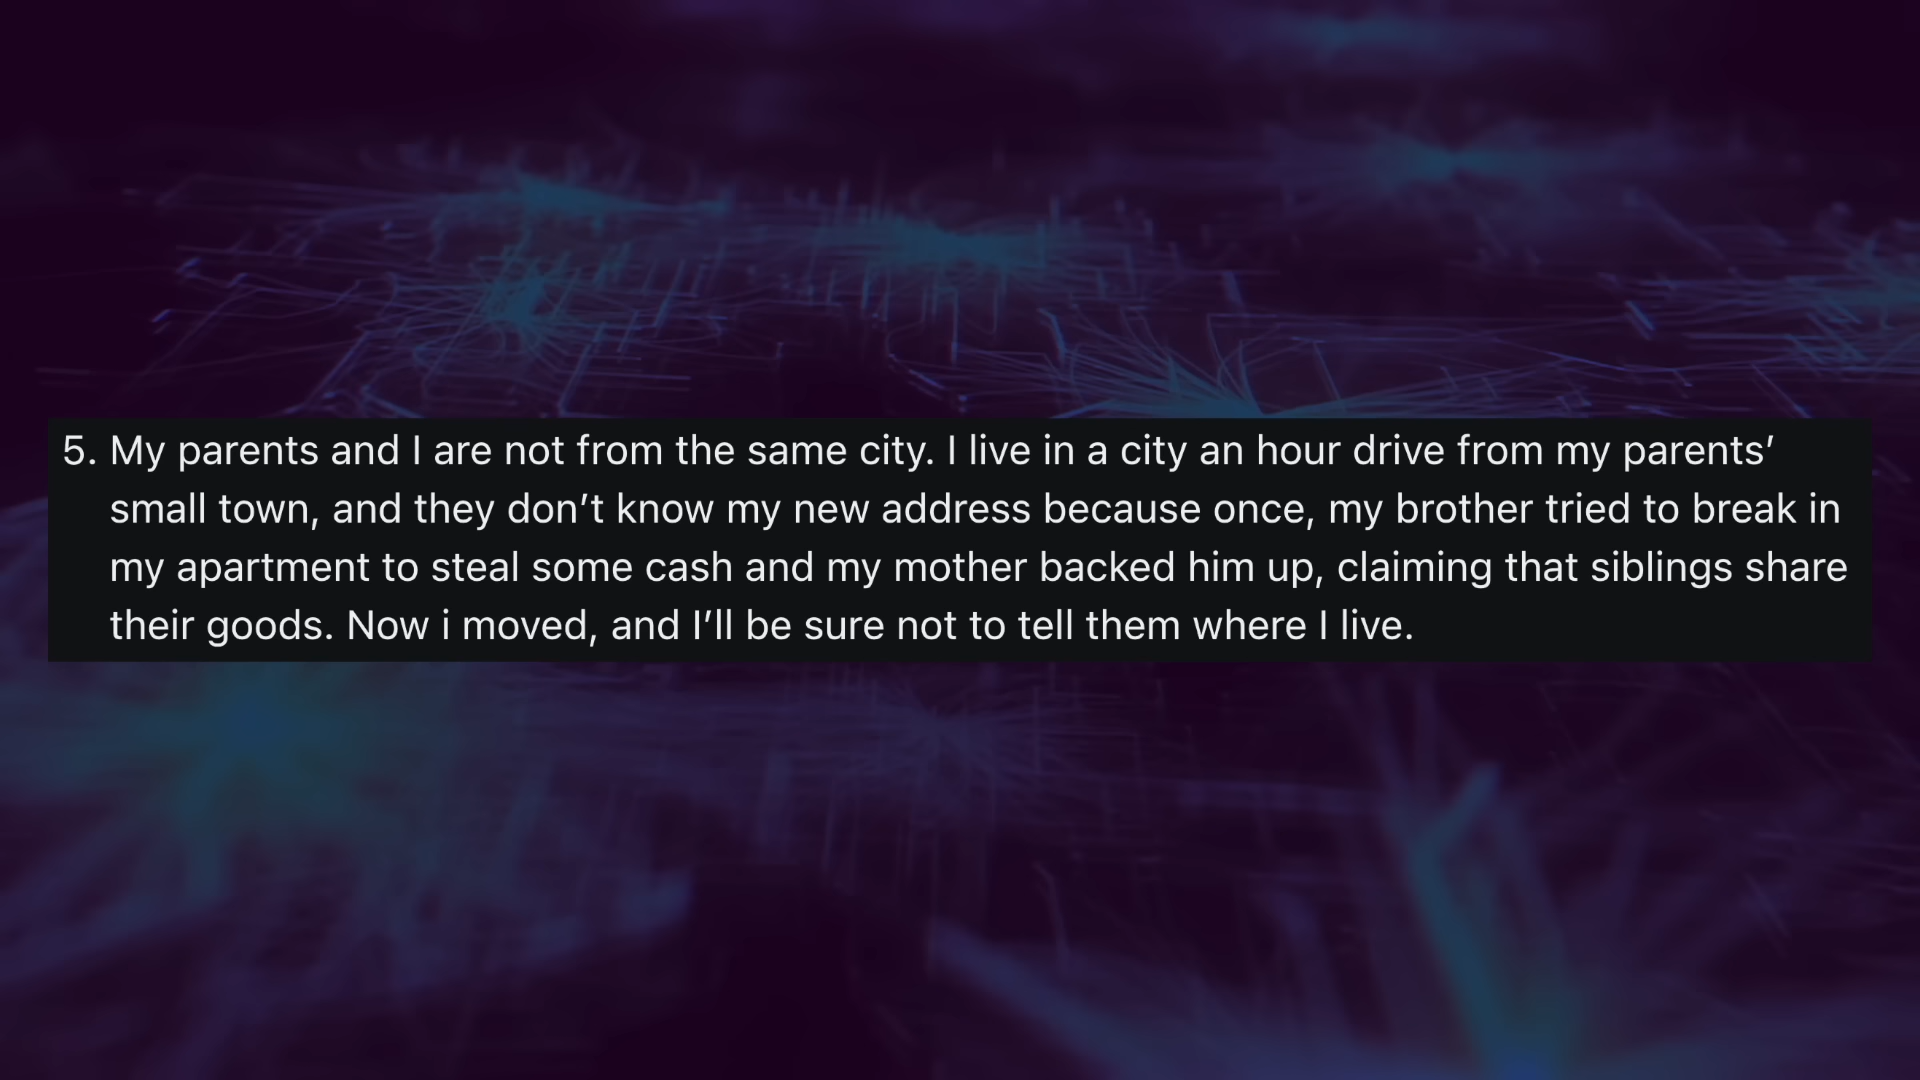 5. My parents and I are not from the same city. I live in a city an hour drive from my parents’
small town, and they don’t know my new address because once, my brother tried to break in
my apartment to steal some cash and my mother backed him up, claiming that siblings share
their goods. Now i moved, and I’ll be sure not to tell them where I live.